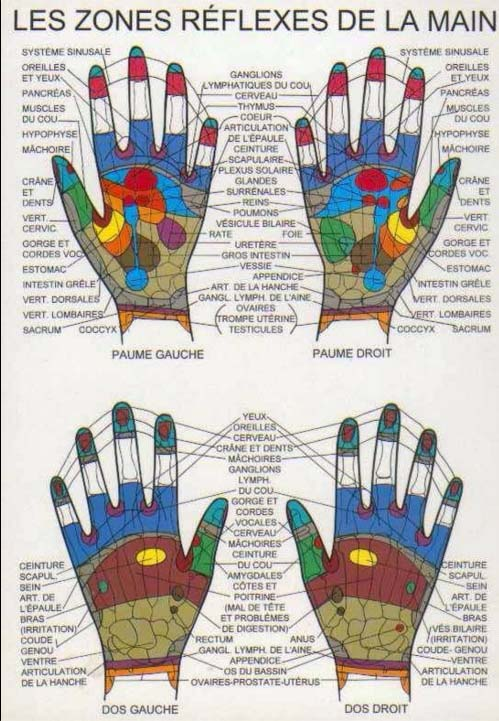 LES ZONES RÉFLEXES DE LA MAIN
SYSTÈME SINUSALE
OREILLES
ET YEUX
PANCRÉAS
MUSCLES
DU COU
HYPOPHYSE
MÂCHOIRE
CRÂNE
ET
DENTS
VERT.
CERVIC.
GORGE ET
CORDES VOC.
ESTOMAC
INTESTIN GRÊLE
VERT. DORSALES
VERT. LOMBAIRES
SACRUM
COCCYX
GANGLIONS
LYMPHATIQUES DU COU
CERVEAU
THYMUS
COEUR
ARTICULATION
DE L'ÉPAULE
CEINTURE
SCAPULAIRE
PLEXUS SOLAIRE
GLANDES
SURRÉNALES
REINS
POUMONS
VÉSICULE BILAIRE
RATE
FOIE
URETÈRE
GROS INTESTIN
VESSIE
APPENDICE
ART. DE LA HANCHE
GANGL. LYMPH. DE L'AINE
OVAIRES
TROMPE UTÉRINE
TESTICULES
SYSTÈME SINUSALE
OREILLES
ET YEUX
PANCRÉAS
MUSCLES
DU COU
HYPOPHYSE
MÂCHOIRE
CRÂNE
ET
DENTS
VERT.
CERVIC.
GORGE ET
CORDES VOC.
ESTOMAC
INTESTIN GRÊLE
VERT. DORSALES
VERT. LOMBAIRES
COCCYX
SACRUM
PAUME GAUCHE
PAUME DROIT
YEUX
OREILLES
CERVEAU
CRÂNE ET DENTS
MÂCHOIRES
GANGLIONS
LYMPH.
DU COU
GORGE ET
CORDES
VOCALES
CERVEAU
MÂCHOIRES
CEINTURE
DU COU
AMYGDALES
CÔTES ET
POITRINE
(MAL DE TÊTE
ET PROBLÈMES
DE DIGESTION)
RECTUM
ANUS
GANGL. LYMPH. DE L'AINE
APPENDICE
OS DU BASSIN
OVAIRES-PROSTATE-UTÉRUS
CEINTURE
SCAPUL.
SEIN
ART. DE
L'ÉPAULE
BRAS
(IRRITATION)
COUDE
GENOU
VENTRE
ARTICULATION
DE LA HANCHE
CEINTURE
SCAPUL.
SEIN
ART. DE
L'ÉPAULE
BRAS
(VÉS.BILAIRE
(IRRITATION)
COUDE- GENOU
VENTRE
ARTICULATION
DE LA HANCHE
DOS GAUCHE
DOS DROIT